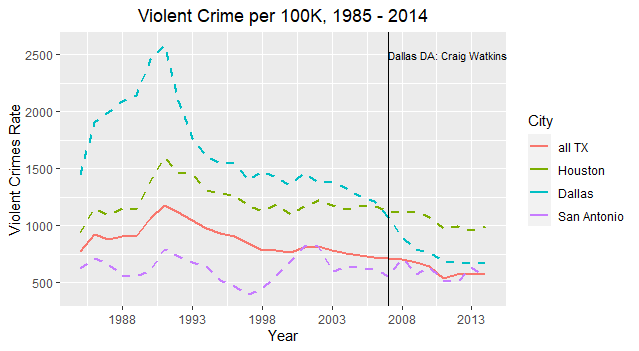 Violent Crime per 100K, 1985 - 2014
Violent Crimes Rate
2500
2000
1500
1000
500
Dallas DA: Craig Watkins
1988 1993 1998 2003 2008 2013
Year
City
all TX
Houston
Dallas
San Antonio